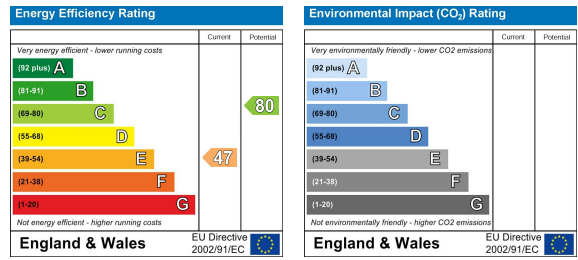 Energy Efficiency Rating
Current Potential
Very energy efficient - lower running costs
(92 plus) A
(81-91) B
(69-80) C
80
(55-68) D
(39-54) E
47
(21-38) F
(1-20) G
Not energy efficient - higher running costs
England & Wales
EU Directive
2002/91/EC
Environmental Impact (CO2) Rating
Current Potential
Very environmentally friendly - lower CO2 emissions
(92 plus) A
(81-91) B
(69-80) C
(55-68) D
(39-54) E
(21-38) F
(1-20) G
Not environmentally friendly - higher CO2 emissions
England & Wales
EU Directive
2002/91/EC